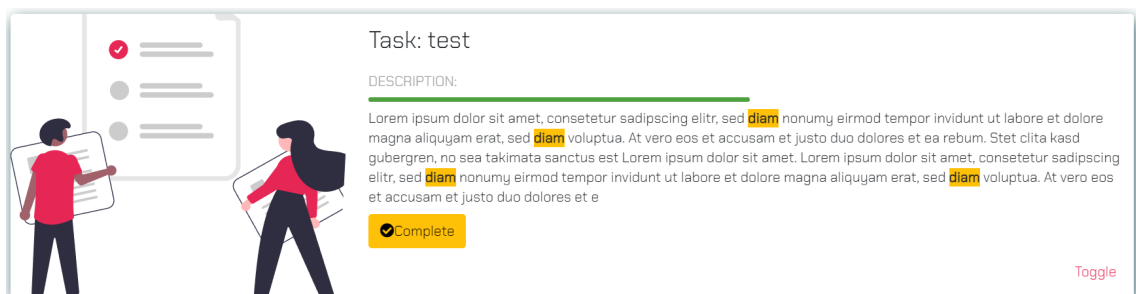 Task: test
DESCRIPTION:
Lorem ipsum dolor sit amet, consetetur sadipscing elitr, sed diam nonumy eirmod tempor invidunt ut labore et dolore
magna aliquyam erat, sed diam voluptua. At vero eos et accusam et justo duo dolores et ea rebum. Stet clita kasd
gubergren, no sea takimata sanctus est Lorem ipsum dolor sit amet. Lorem ipsum dolor sit amet, consetetur sadipscing
elitr, sed diam nonumy eirmod tempor invidunt ut labore et dolore magna aliquyam erat, sed diam voluptua. At vero eos
et accusam et justo duo dolores et e
Complete
Toggle